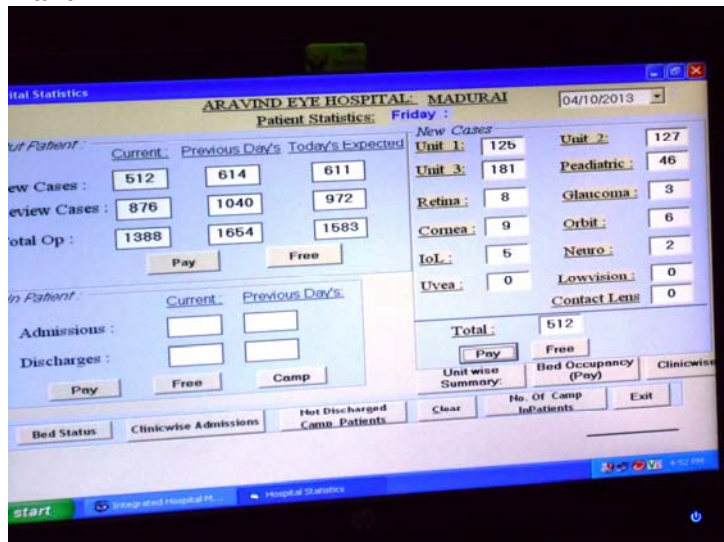 ital Statistics
ARAVIND EYE HOSPITAL: MADURAI
04/10/2013
Patient Statistics: Friday :
ut Patient :
Current : Previous Day's Today's Expected
ew Cases : 512 614 611
eview Cases : 876 1040 972
otal Op : 1388 1654 1583
Pay Free
New Cases
Unit 1: 125 Unit 2: 127
Unit 3: 181 Peadiatric : 46
Retina : 8 Glaucoma : 3
Cornea : 9 Orbit : 6
IoL : 5 Neuro : 2
Uvea : 0 Lowvision : 0
Contact Lens 0
Total : 512
Pay Free
n Patient :
Current : Previous Day's:
Admissions :
Discharges :
Pay Free Camp
Unit wise Summary: Bed Occupancy (Pay) Clinicwise
Bed Status Clinicwise Admissions Not Discharged Camp Patients Clear No. Of Camp InPatients Exit
start Integrated Hospital M... Hospital Statistics 4:52 PM